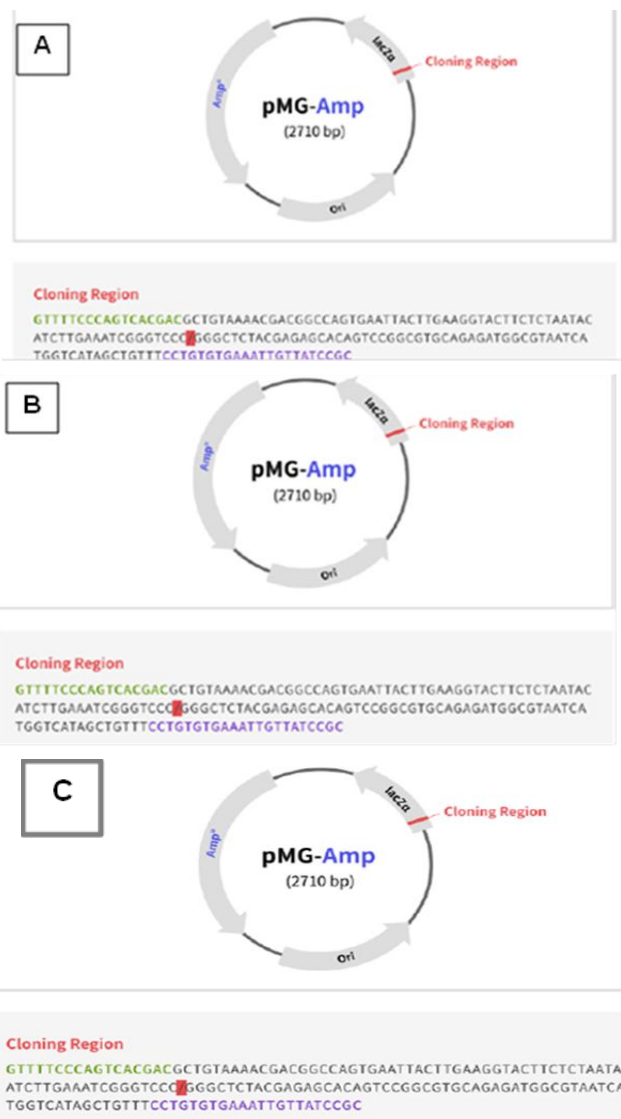 A
lacZα
Cloning Region
Ampᴿ
pMG-Amp
(2710 bp)
Ori
Cloning Region
GTTTTCCCAGTCACGACGCTGTAAAACGACGGCCAGTGAATTACTTGAAGGTACTTCTCTAATAC
ATCTTGAAATCGGGTCCC/GGGCTCTACGAGAGCACAGTCCGGCGTGCAGAGATGGCGTAATCA
TGGTCATAGCTGTTTCCTGTGTGAAATTGTTATCCGC
B
lacZα
Cloning Region
Ampᴿ
pMG-Amp
(2710 bp)
Ori
Cloning Region
GTTTTCCCAGTCACGACGCTGTAAAACGACGGCCAGTGAATTACTTGAAGGTACTTCTCTAATAC
ATCTTGAAATCGGGTCCC/GGGCTCTACGAGAGCACAGTCCGGCGTGCAGAGATGGCGTAATCA
TGGTCATAGCTGTTTCCTGTGTGAAATTGTTATCCGC
C
lacZα
Cloning Region
Ampᴿ
pMG-Amp
(2710 bp)
Ori
Cloning Region
GTTTTCCCAGTCACGACGCTGTAAAACGACGGCCAGTGAATTACTTGAAGGTACTTCTCTAATA
ATCTTGAAATCGGGTCCC/GGGCTCTACGAGAGCACAGTCCGGCGTGCAGAGATGGCGTAATCA
TGGTCATAGCTGTTTCCTGTGTGAAATTGTTATCCGC